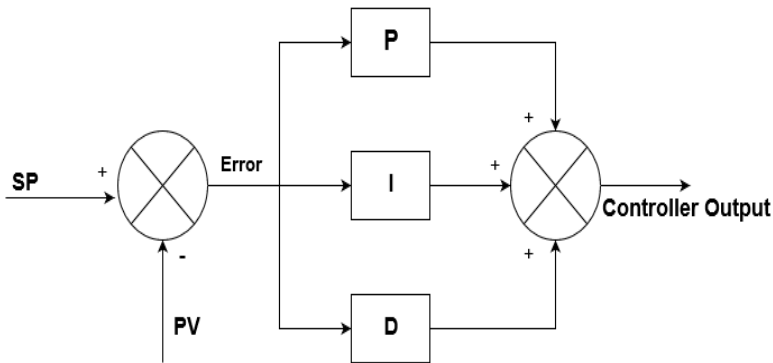 P
+
Error
+
SP
+
I
Controller Output
-
+
PV
D